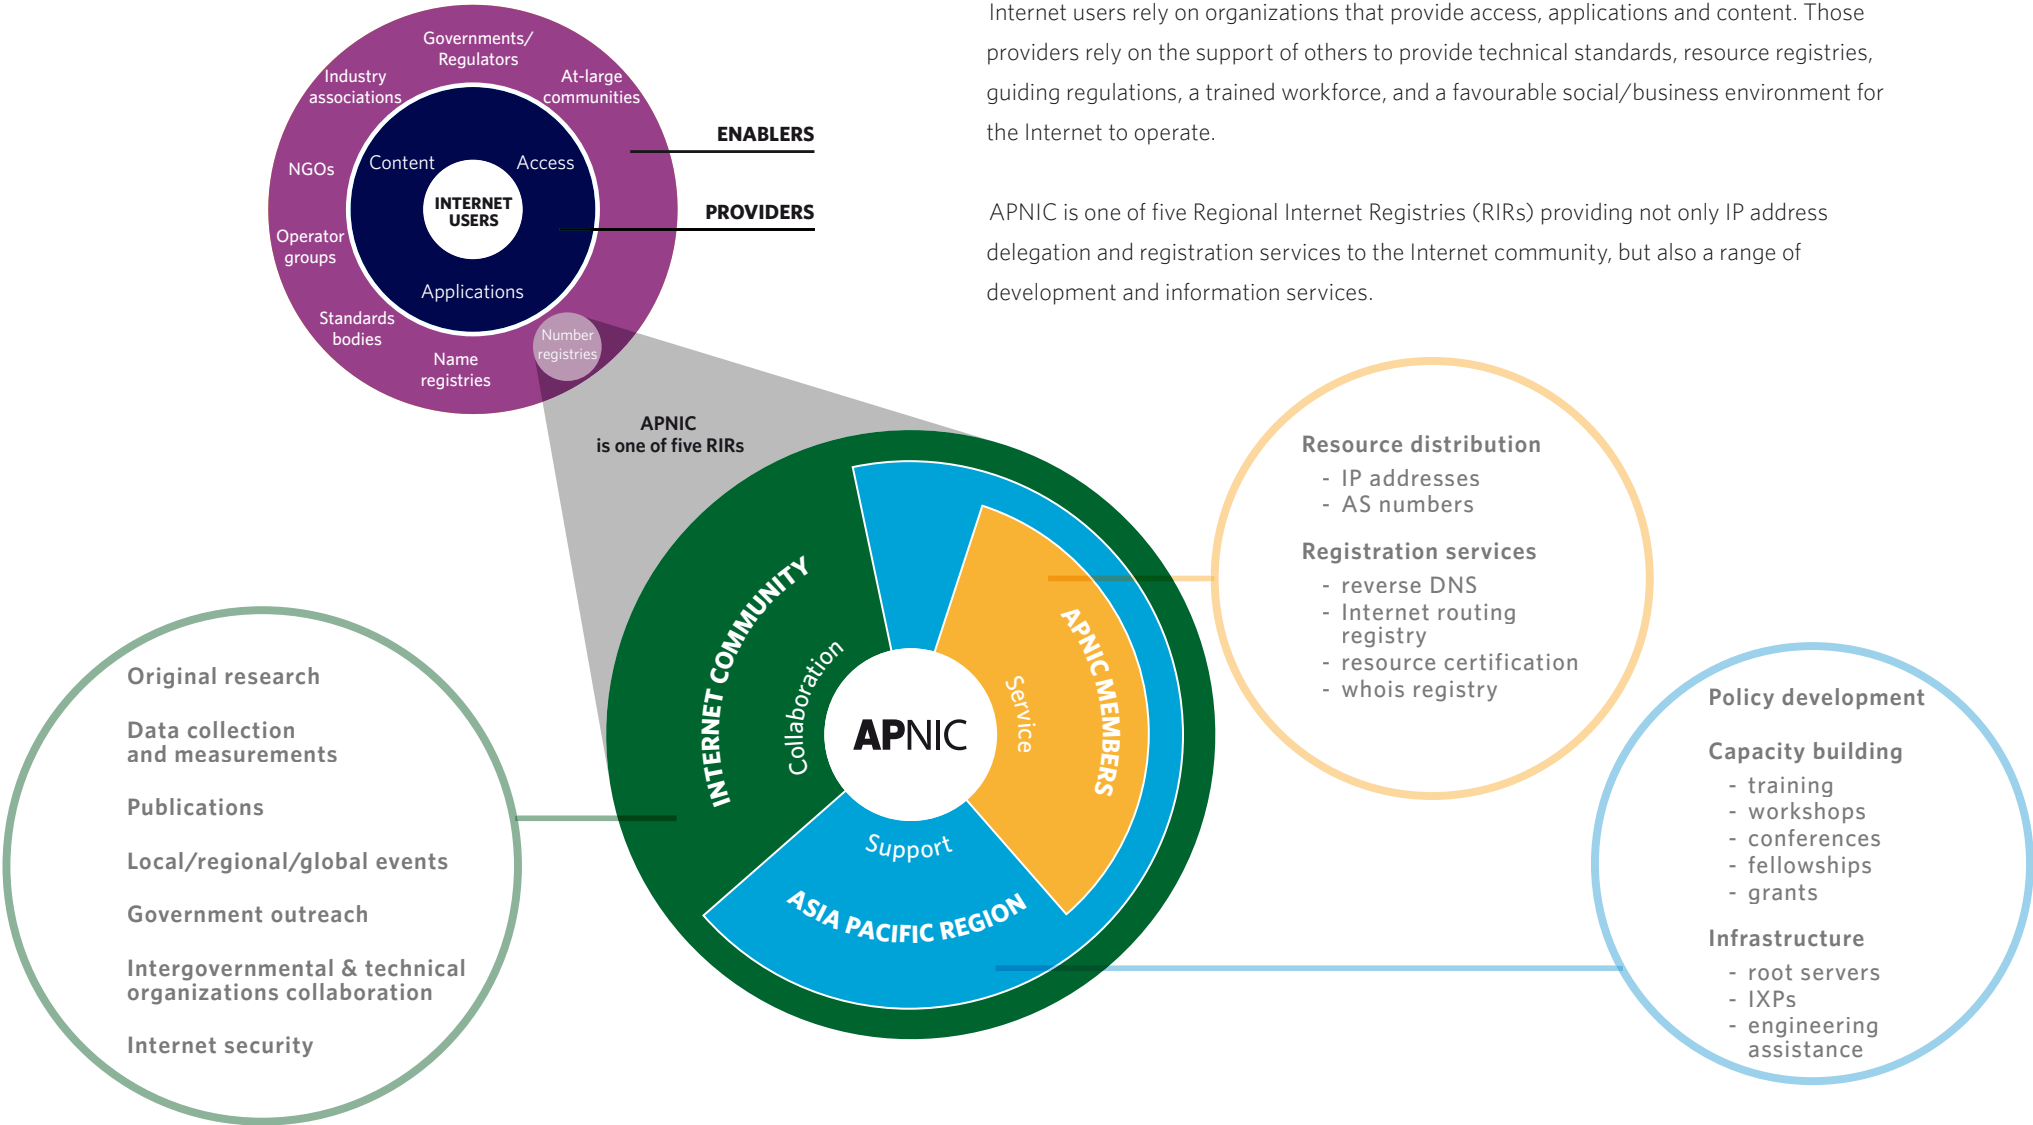 Internet users rely on organizations that provide access, applications and content. Those
providers rely on the support of others to provide technical standards, resource registries,
guiding regulations, a trained workforce, and a favourable social/business environment for
the Internet to operate.
APNIC is one of five Regional Internet Registries (RIRs) providing not only IP address
delegation and registration services to the Internet community, but also a range of
development and information services.
Governments/
Regulators
Industry
associations
At-large
communities
NGOs
Operator
groups
Standards
bodies
Name
registries
Number
registries
Content
Access
Applications
INTERNET
USERS
ENABLERS
PROVIDERS
APNIC
is one of five RIRs
INTERNET COMMUNITY
Collaboration
APNIC
Service
APNIC MEMBERS
Support
ASIA PACIFIC REGION
Resource distribution
- IP addresses
- AS numbers
Registration services
- reverse DNS
- Internet routing
registry
- resource certification
- whois registry
Policy development
Capacity building
- training
- workshops
- conferences
- fellowships
- grants
Infrastructure
- root servers
- IXPs
- engineering
assistance
Original research
Data collection
and measurements
Publications
Local/regional/global events
Government outreach
Intergovernmental & technical
organizations collaboration
Internet security